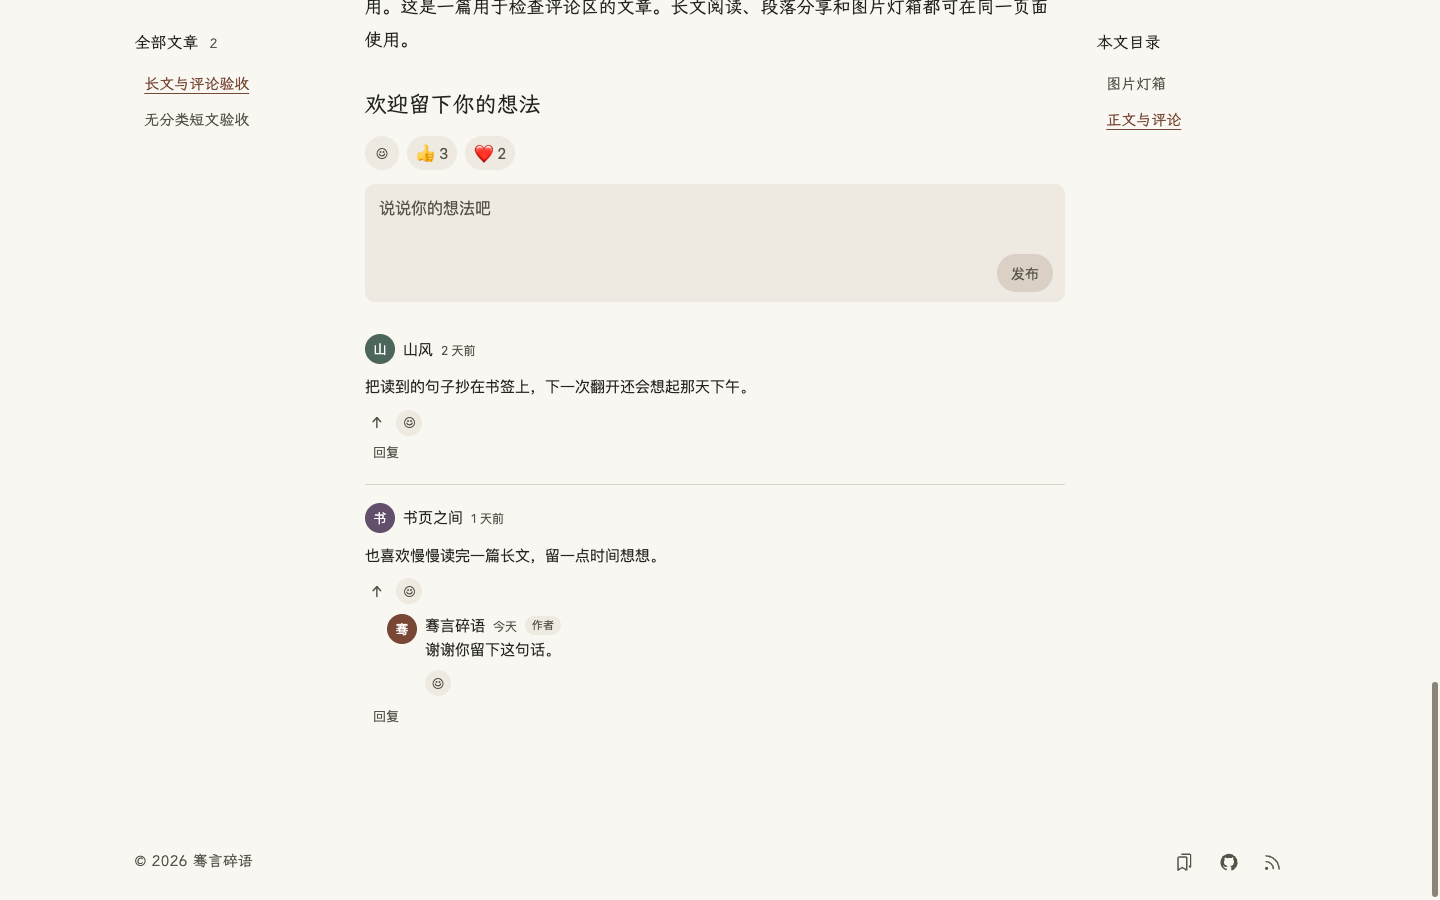 用。这是一篇用于检查评论区的文章。长文阅读、段落分享和图片灯箱都可在同一页面
使用。
全部文章 2
长文与评论验收
无分类短文验收
本文目录
图片灯箱
正文与评论
欢迎留下你的想法
👍 3 ❤️ 2
说说你的想法吧
发布
山 山风 2 天前
把读到的句子抄在书签上，下一次翻开还会想起那天下午。
回复
书 书页之间 1 天前
也喜欢慢慢读完一篇长文，留一点时间想想。
骞 骞言碎语 今天 作者
谢谢你留下这句话。
回复
© 2026 骞言碎语